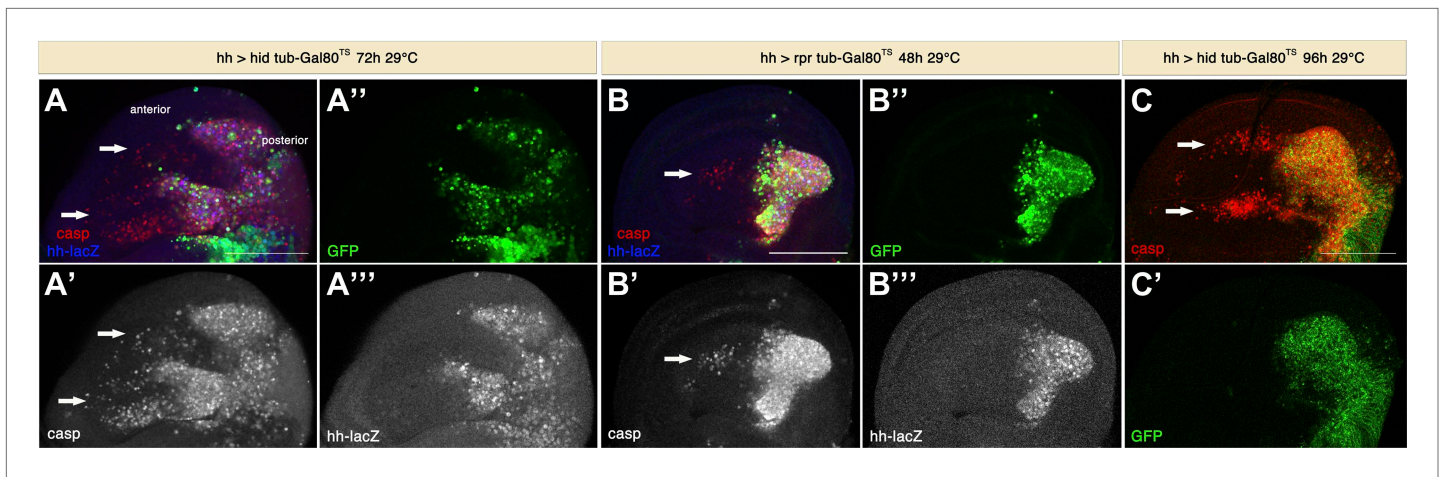 hh > hid tub-Gal80TS 72h 29°C
hh > rpr tub-Gal80TS 48h 29°C
hh > hid tub-Gal80TS 96h 29°C
A
anterior
posterior
casp
hh-lacZ
A''
GFP
B
casp
hh-lacZ
B''
GFP
C
casp
A'
casp
A'''
hh-lacZ
B'
casp
B'''
hh-lacZ
C'
GFP